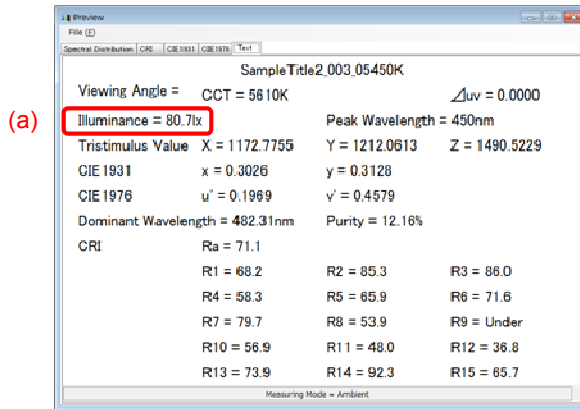 Preview
File (F)
Spectral Distribution CRI CIE1931 CIE1976 Text
SampleTitle2_003_05450K
Viewing Angle = CCT = 5610K ⊿uv = 0.0000
(a)
Illuminance = 80.7lx Peak Wavelength = 450nm
Tristimulus Value X = 1172.7755 Y = 1212.0613 Z = 1490.5229
CIE1931 x = 0.3026 y = 0.3128
CIE1976 u' = 0.1969 v' = 0.4579
Dominant Wavelength = 482.31nm Purity = 12.16%
CRI Ra = 71.1
R1 = 68.2 R2 = 85.3 R3 = 86.0
R4 = 58.3 R5 = 65.9 R6 = 71.6
R7 = 79.7 R8 = 53.9 R9 = Under
R10 = 56.9 R11 = 48.0 R12 = 36.8
R13 = 73.9 R14 = 92.3 R15 = 65.7
Measuring Mode = Ambient